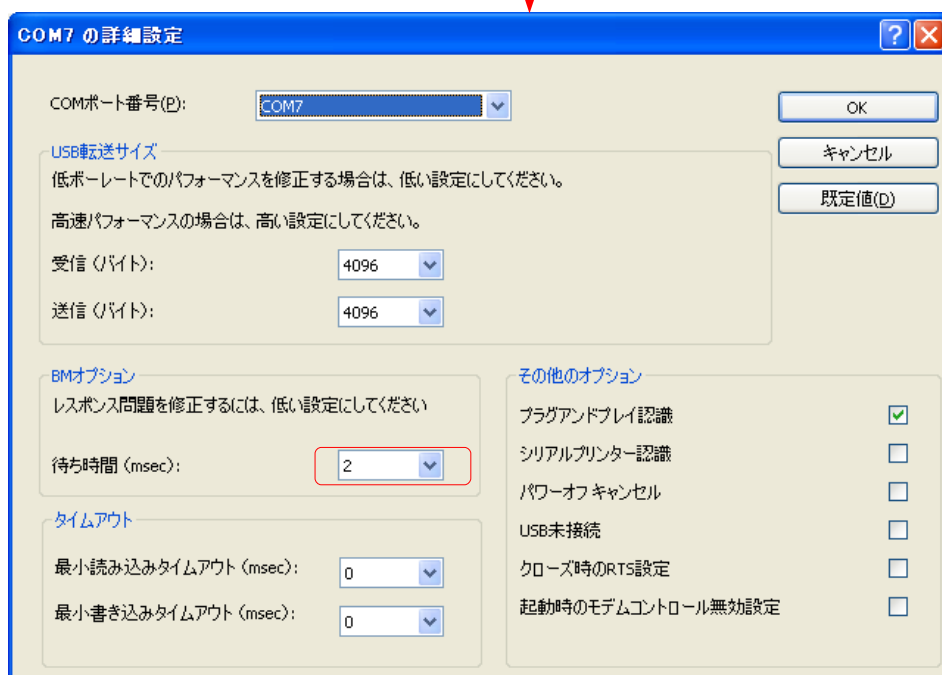 COM7 の詳細設定
COMポート番号(P):
COM7
OK
キャンセル
既定値(D)
USB転送サイズ
低ボーレートでのパフォーマンスを修正する場合は、低い設定にしてください。
高速パフォーマンスの場合は、高い設定にしてください。
受信 (バイト):
4096
送信 (バイト):
4096
BMオプション
レスポンス問題を修正するには、低い設定にしてください
待ち時間 (msec):
2
タイムアウト
最小読み込みタイムアウト (msec):
0
最小書き込みタイムアウト (msec):
0
その他のオプション
プラグアンドプレイ認識
シリアルプリンター認識
パワーオフ キャンセル
USB未接続
クローズ時のRTS設定
起動時のモデムコントロール無効設定